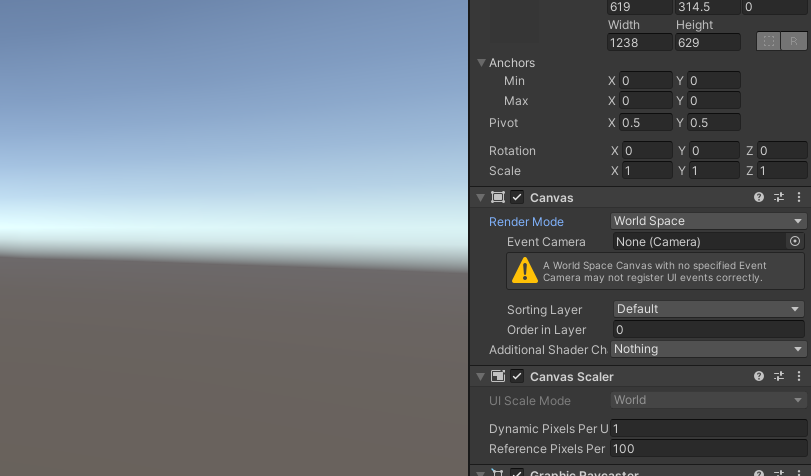 619 314.5 0
Width Height
1238 629 R
Anchors
Min X 0 Y 0
Max X 0 Y 0
Pivot X 0.5 Y 0.5
Rotation X 0 Y 0 Z 0
Scale X 1 Y 1 Z 1
Canvas
Render Mode World Space
Event Camera None (Camera)
A World Space Canvas with no specified Event
Camera may not register UI events correctly.
Sorting Layer Default
Order in Layer 0
Additional Shader Ch Nothing
Canvas Scaler
UI Scale Mode World
Dynamic Pixels Per U 1
Reference Pixels Per 100
Graphic Raycaster